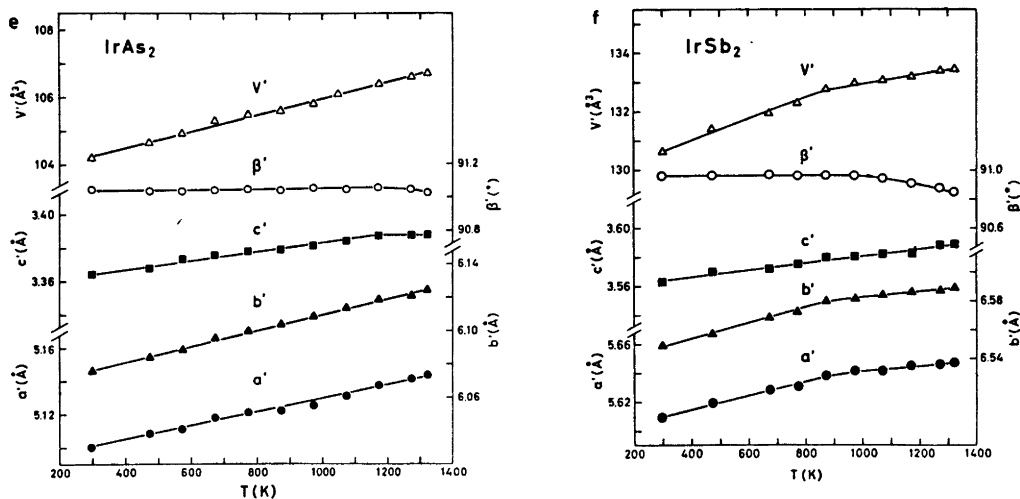 e
IrAs₂
V'
β'
c'
b'
a'
V'(Å³)
108
106
104
c'(Å)
3.40
3.36
a'(Å)
5.16
5.12
91.2
90.8
β'(°)
6.14
6.10
6.06
b'(Å)
200 400 600 800 1000 1200 1400
T(K)
f
IrSb₂
V'
β'
c'
b'
a'
V'(Å³)
134
133
132
130
c'(Å)
3.60
3.56
a'(Å)
5.66
5.62
91.0
90.6
β'(°)
6.58
6.54
b'(Å)
200 400 600 800 1000 1200 1400
T(K)